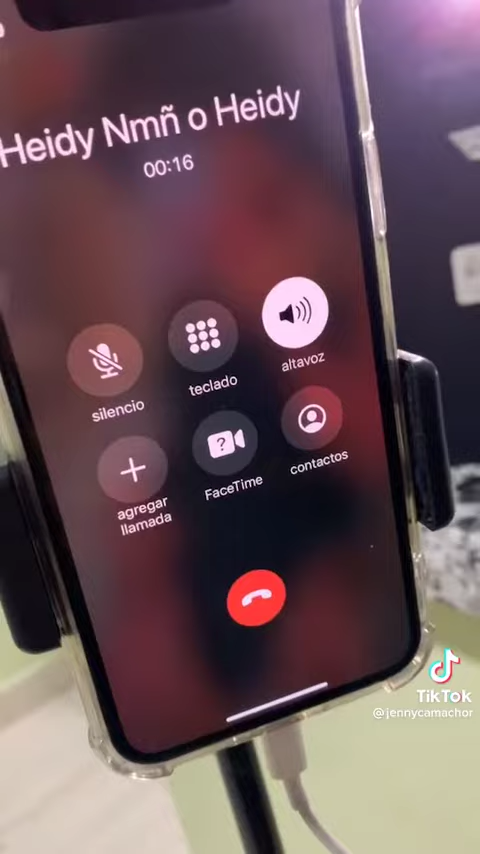 Heidy Nmñ o Heidy
00:16
silencio
teclado
altavoz
agregar
llamada
FaceTime
contactos
TikTok
@jennycamachor